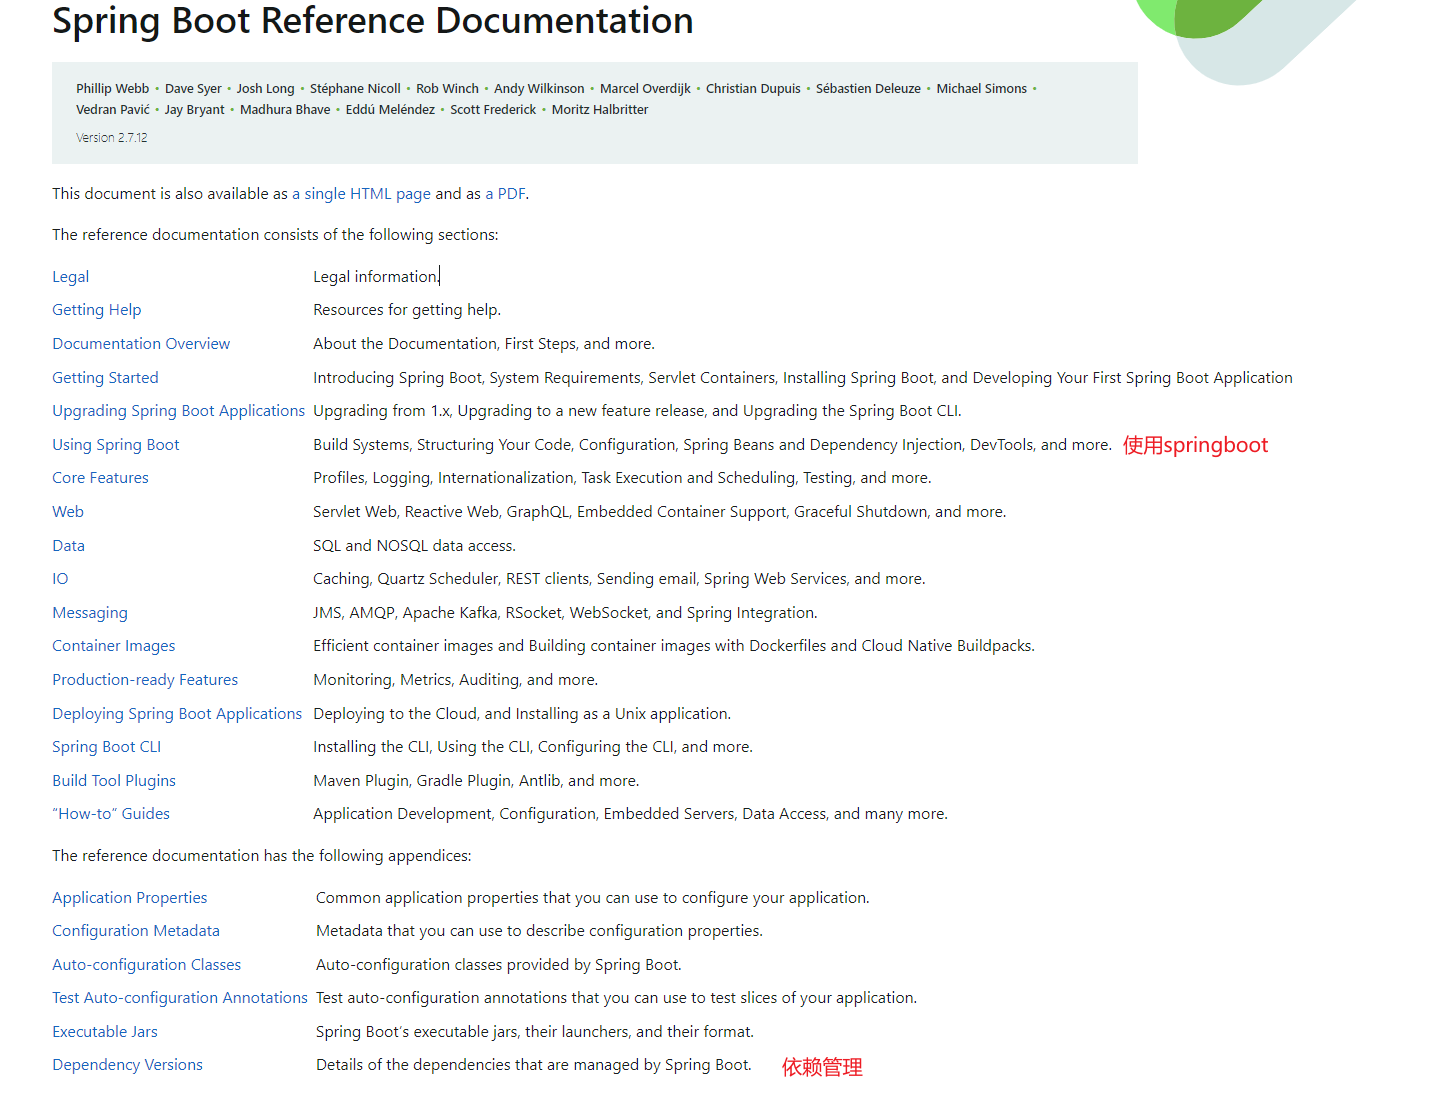 Spring Boot Reference Documentation
Phillip Webb • Dave Syer • Josh Long • Stéphane Nicoll • Rob Winch • Andy Wilkinson • Marcel Overdijk • Christian Dupuis • Sébastien Deleuze • Michael Simons •
Vedran Pavić • Jay Bryant • Madhura Bhave • Eddú Meléndez • Scott Frederick • Moritz Halbritter
Version 2.7.12
This document is also available as a single HTML page and as a PDF.
The reference documentation consists of the following sections:
Legal Legal information.
Getting Help Resources for getting help.
Documentation Overview About the Documentation, First Steps, and more.
Getting Started Introducing Spring Boot, System Requirements, Servlet Containers, Installing Spring Boot, and Developing Your First Spring Boot Application
Upgrading Spring Boot Applications Upgrading from 1.x, Upgrading to a new feature release, and Upgrading the Spring Boot CLI.
Using Spring Boot Build Systems, Structuring Your Code, Configuration, Spring Beans and Dependency Injection, DevTools, and more. 使用springboot
Core Features Profiles, Logging, Internationalization, Task Execution and Scheduling, Testing, and more.
Web Servlet Web, Reactive Web, GraphQL, Embedded Container Support, Graceful Shutdown, and more.
Data SQL and NOSQL data access.
IO Caching, Quartz Scheduler, REST clients, Sending email, Spring Web Services, and more.
Messaging JMS, AMQP, Apache Kafka, RSocket, WebSocket, and Spring Integration.
Container Images Efficient container images and Building container images with Dockerfiles and Cloud Native Buildpacks.
Production-ready Features Monitoring, Metrics, Auditing, and more.
Deploying Spring Boot Applications Deploying to the Cloud, and Installing as a Unix application.
Spring Boot CLI Installing the CLI, Using the CLI, Configuring the CLI, and more.
Build Tool Plugins Maven Plugin, Gradle Plugin, Antlib, and more.
“How-to” Guides Application Development, Configuration, Embedded Servers, Data Access, and many more.
The reference documentation has the following appendices:
Application Properties Common application properties that you can use to configure your application.
Configuration Metadata Metadata that you can use to describe configuration properties.
Auto-configuration Classes Auto-configuration classes provided by Spring Boot.
Test Auto-configuration Annotations Test auto-configuration annotations that you can use to test slices of your application.
Executable Jars Spring Boot’s executable jars, their launchers, and their format.
Dependency Versions Details of the dependencies that are managed by Spring Boot. 依赖管理